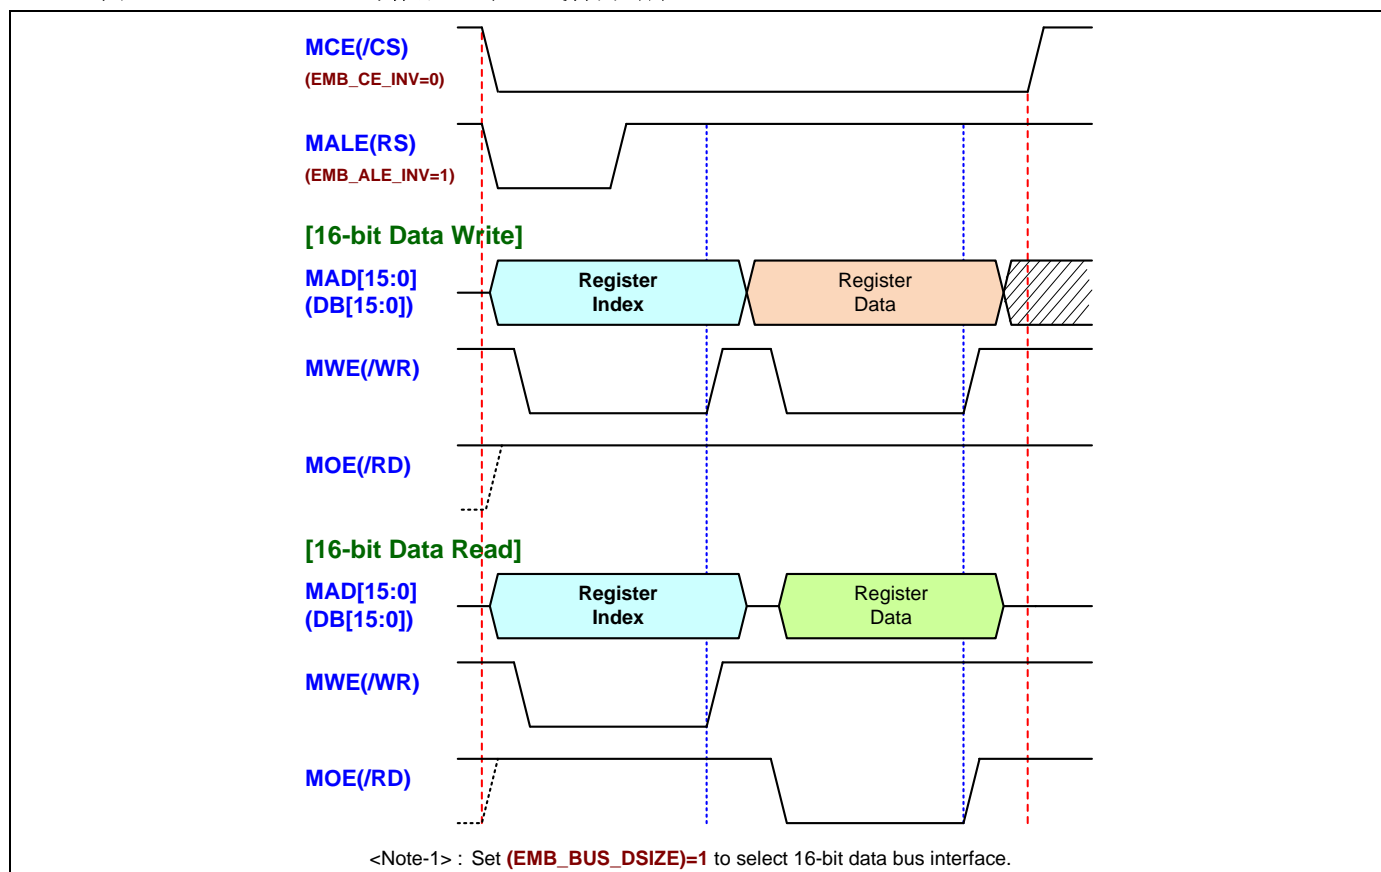 MCE(/CS)
(EMB_CE_INV=0)
MALE(RS)
(EMB_ALE_INV=1)
[16-bit Data Write]
MAD[15:0]
(DB[15:0])
Register
Index
Register
Data
MWE(/WR)
MOE(/RD)
[16-bit Data Read]
MAD[15:0]
(DB[15:0])
Register
Index
Register
Data
MWE(/WR)
MOE(/RD)
<Note-1> : Set (EMB_BUS_DSIZE)=1 to select 16-bit data bus interface.